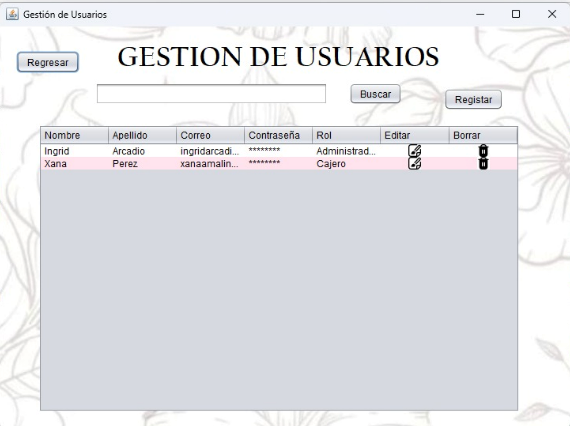 Gestión de Usuarios
Regresar
GESTION DE USUARIOS
Buscar
Registar
Nombre Apellido Correo Contraseña Rol Editar Borrar
Ingrid Arcadio ingridarcadi... ******** Administrad...
Xana Perez xanaamalin... ******** Cajero